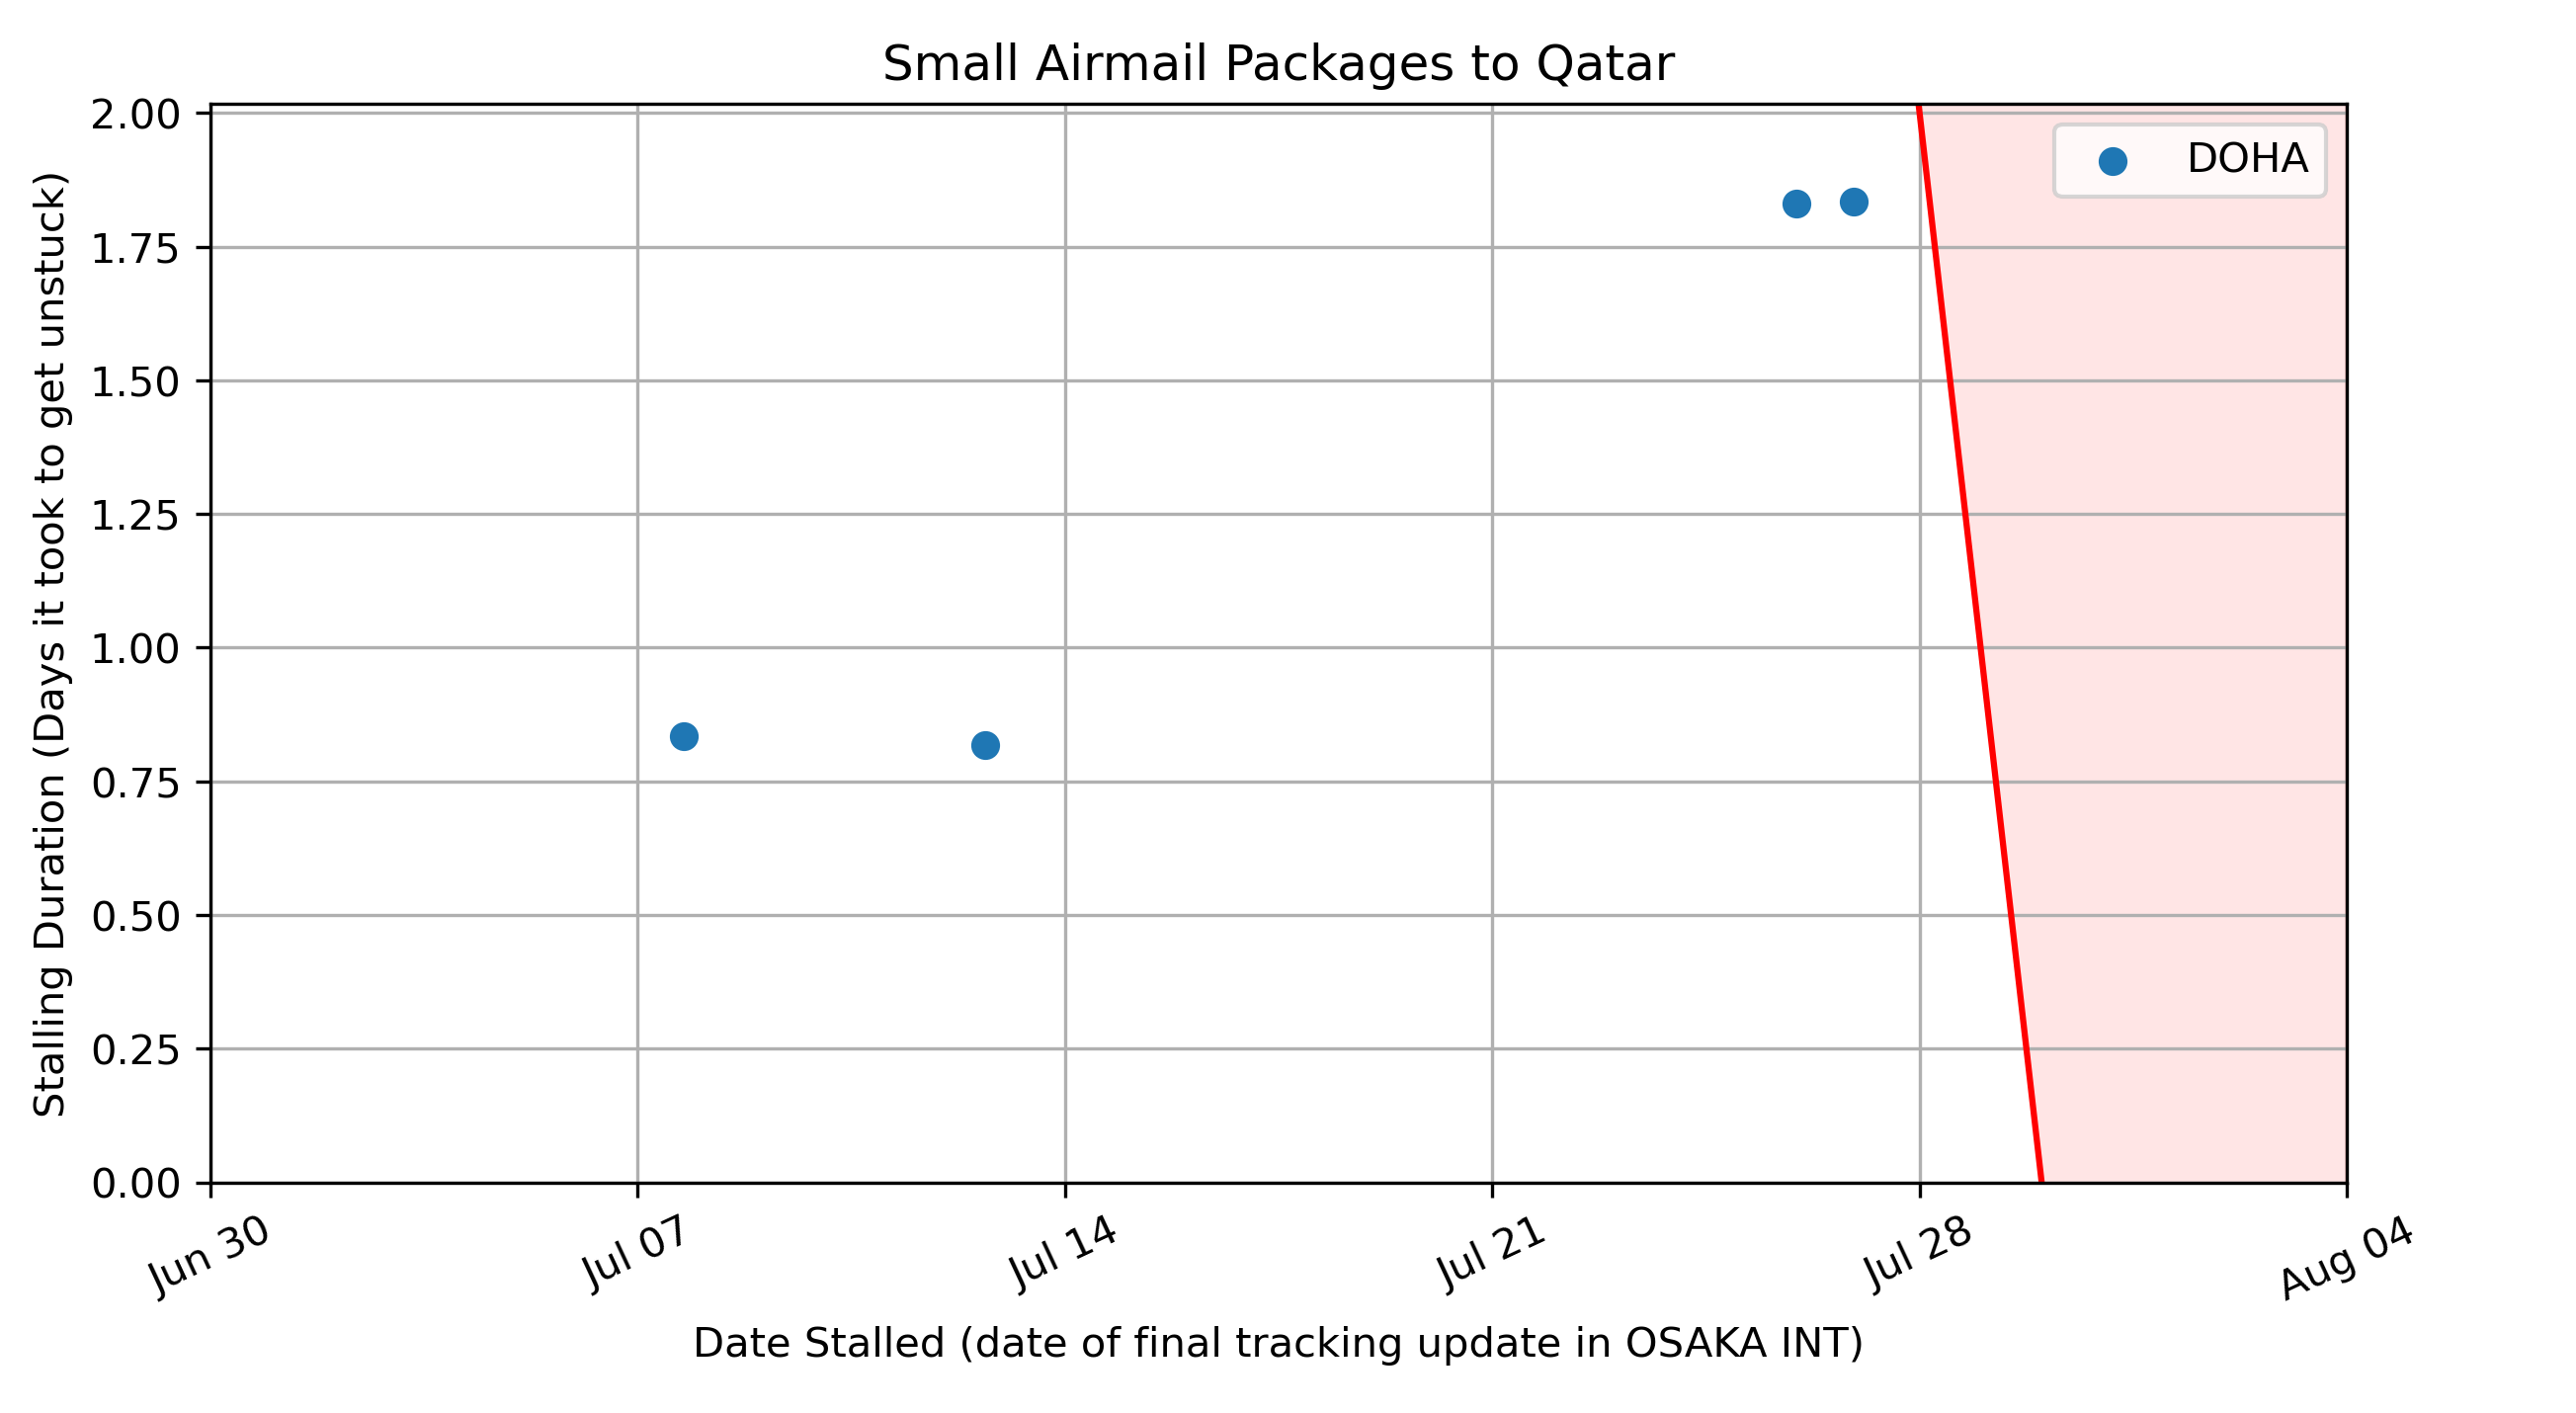 Small Airmail Packages to Qatar
DOHA
Stalling Duration (Days it took to get unstuck)
2.00
1.75
1.50
1.25
1.00
0.75
0.50
0.25
0.00
Jun 30
Jul 07
Jul 14
Jul 21
Jul 28
Aug 04
Date Stalled (date of final tracking update in OSAKA INT)